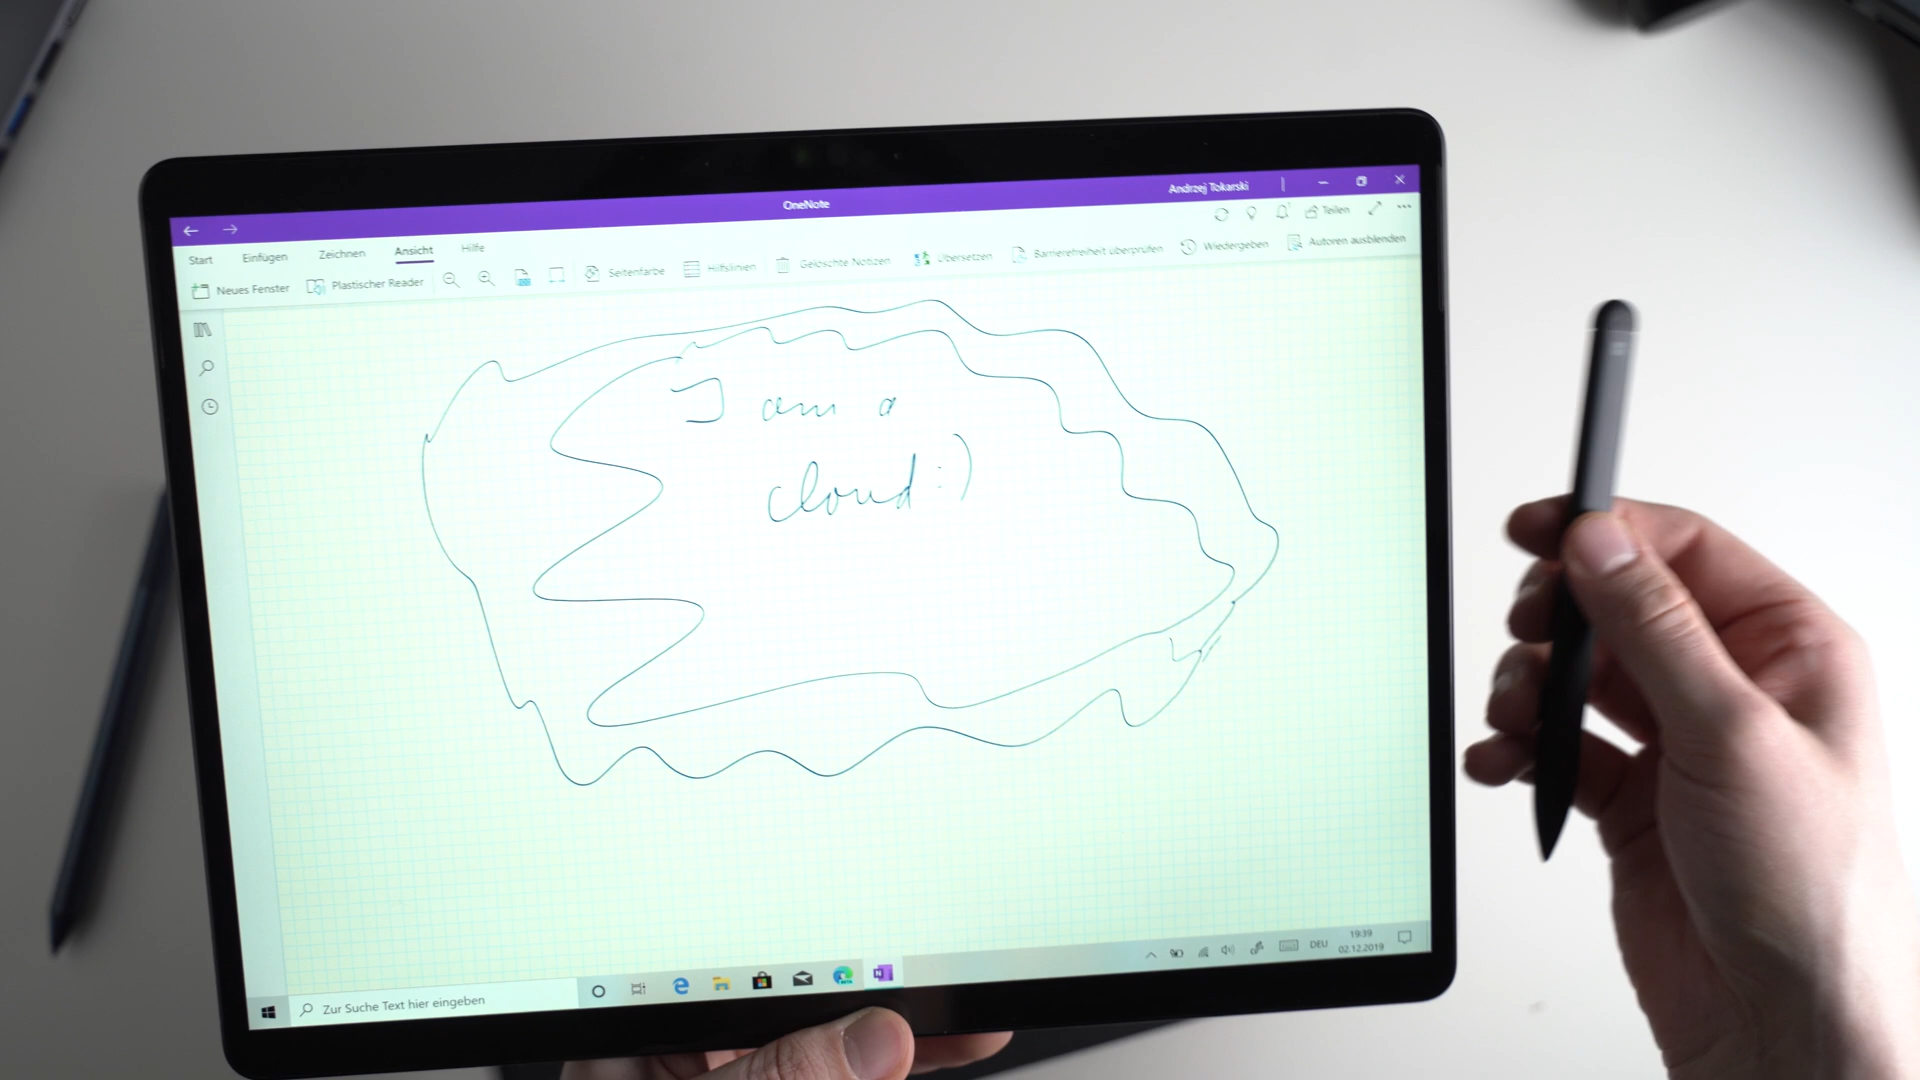 OneNote
Andrzej Tokarski
Start Einfügen Zeichnen Ansicht Hilfe
Teilen
Neues Fenster Plastischer Reader Seitenfarbe Hilfslinien Gelöschte Notizen Übersetzen Barrierefreiheit überprüfen Wiedergeben Autoren ausblenden
I am a
cloud :)
Zur Suche Text hier eingeben
DEU
19:39
02.12.2019